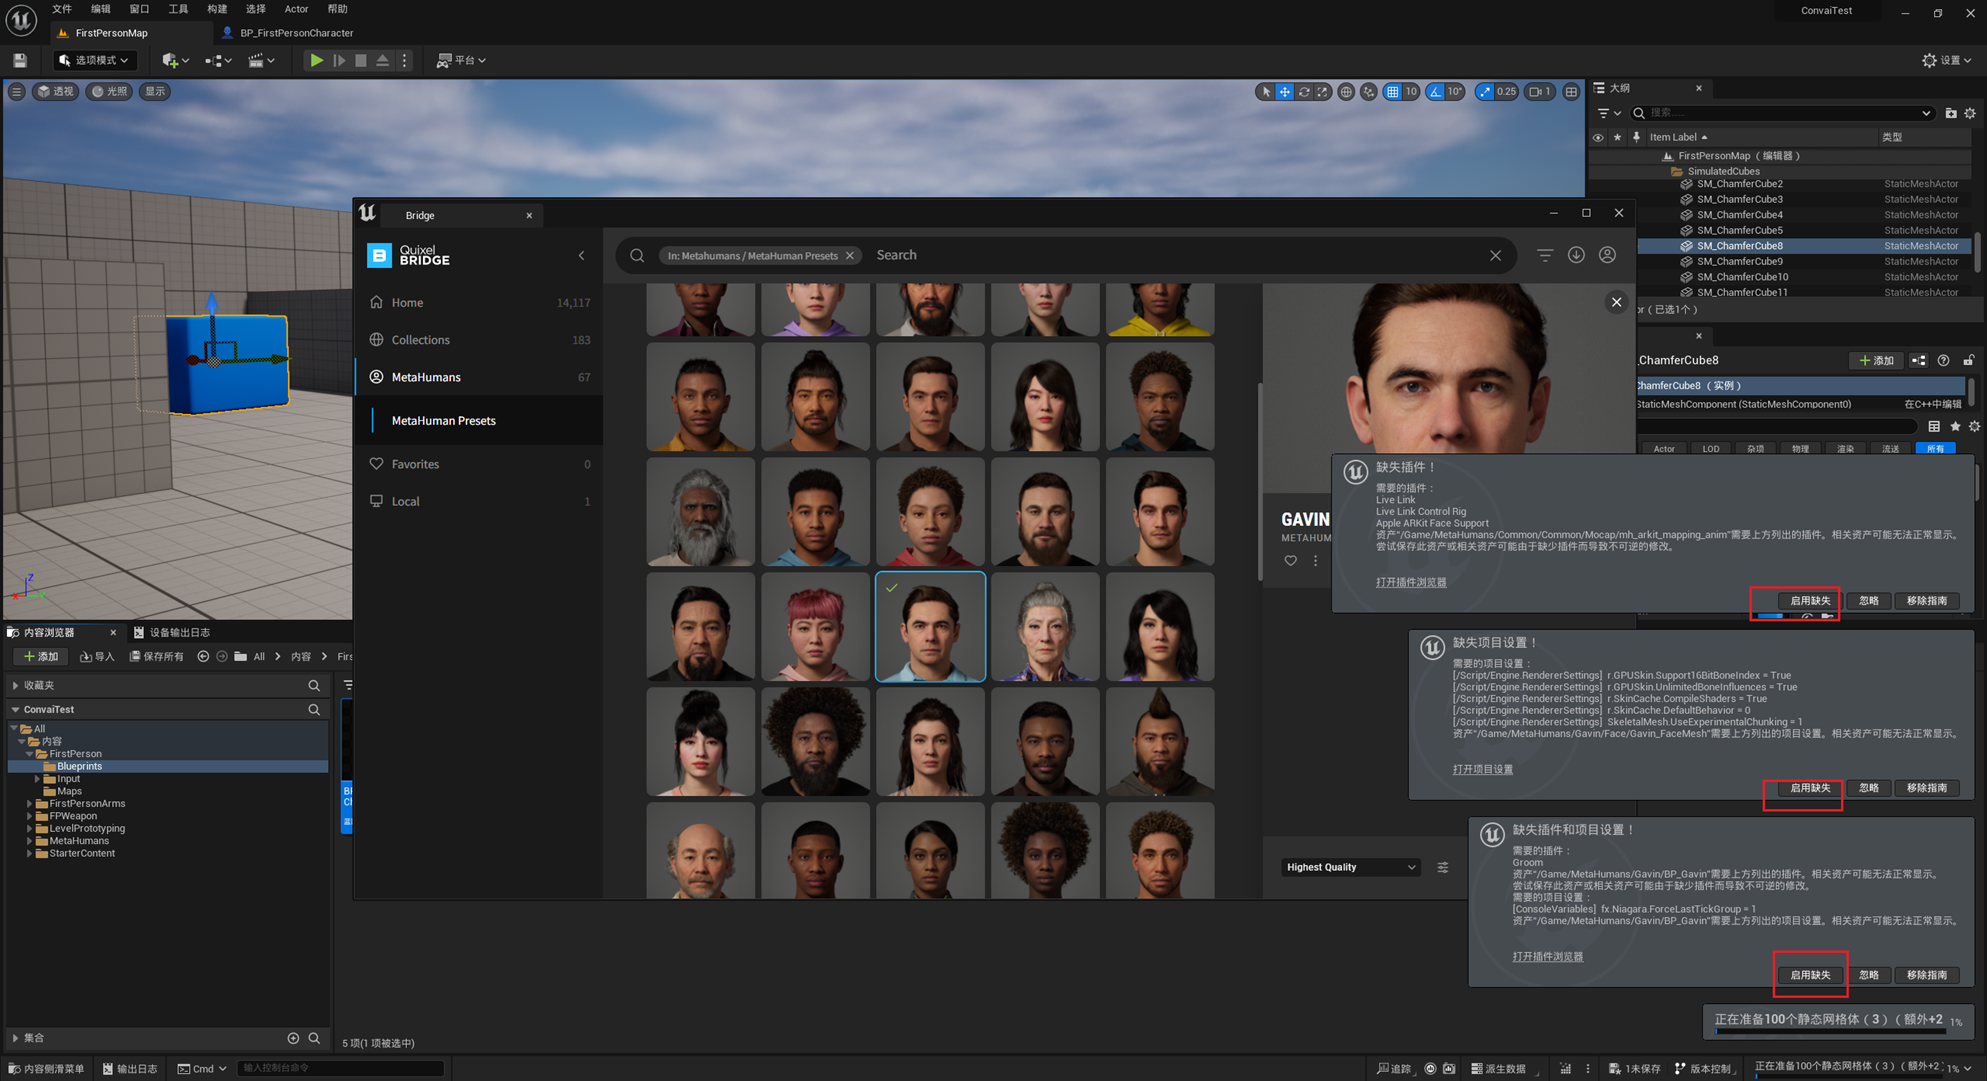 文件 编辑 窗口 工具 构建 选择 Actor 帮助
ConvaiTest
FirstPersonMap
BP_FirstPersonCharacter
选项模式
平台
设置
透视 光照 显示
10 10° 0.25 1
大纲
搜索......
Item Label
类型
FirstPersonMap（编辑器）
SimulatedCubes
SM_ChamferCube2 StaticMeshActor
SM_ChamferCube3 StaticMeshActor
SM_ChamferCube4 StaticMeshActor
SM_ChamferCube5 StaticMeshActor
SM_ChamferCube8 StaticMeshActor
SM_ChamferCube9 StaticMeshActor
SM_ChamferCube10 StaticMeshActor
SM_ChamferCube11 StaticMeshActor
or（已选1个）
_ChamferCube8
添加
ChamferCube8（实例）
StaticMeshComponent (StaticMeshComponent0) 在C++中编辑
Actor LOD 杂项 物理 渲染 流送 所有
Bridge
Quixel
BRIDGE
In: Metahumans / MetaHuman Presets
Search
Home 14,117
Collections 183
MetaHumans 67
MetaHuman Presets
Favorites 0
Local 1
GAVIN
METAHUM
Highest Quality
缺失插件！
需要的插件：
Live Link
Live Link Control Rig
Apple ARKit Face Support
资产"/Game/MetaHumans/Common/Common/Mocap/mh_arkit_mapping_anim"需要上方列出的插件。相关资产可能无法正常显示。
尝试保存此资产或相关资产可能由于缺少插件而导致不可逆的修改。
打开插件浏览器
启用缺失 忽略 移除指南
缺失项目设置！
需要的项目设置：
[/Script/Engine.RendererSettings] r.GPUSkin.Support16BitBoneIndex = True
[/Script/Engine.RendererSettings] r.GPUSkin.UnlimitedBoneInfluences = True
[/Script/Engine.RendererSettings] r.SkinCache.CompileShaders = True
[/Script/Engine.RendererSettings] r.SkinCache.DefaultBehavior = 0
[/Script/Engine.RendererSettings] SkeletalMesh.UseExperimentalChunking = 1
资产"/Game/MetaHumans/Gavin/Face/Gavin_FaceMesh"需要上方列出的项目设置。相关资产可能无法正常显示。
打开项目设置
启用缺失 忽略 移除指南
缺失插件和项目设置！
需要的插件：
Groom
资产"/Game/MetaHumans/Gavin/BP_Gavin"需要上方列出的插件。相关资产可能无法正常显示。
尝试保存此资产或相关资产可能由于缺少插件而导致不可逆的修改。
需要的项目设置：
[ConsoleVariables] fx.Niagara.ForceLastTickGroup = 1
资产"/Game/MetaHumans/Gavin/BP_Gavin"需要上方列出的项目设置。相关资产可能无法正常显示。
打开插件浏览器
启用缺失 忽略 移除指南
正在准备100个静态网格体（3）（额外+2 1%
内容浏览器
设备输出日志
添加 导入 保存所有 All 内容 Firs
收藏夹
ConvaiTest
All
内容
FirstPerson
Blueprints
Input
Maps
FirstPersonArms
FPWeapon
LevelPrototyping
MetaHumans
StarterContent
集合
5 项(1 项被选中)
内容侧滑菜单 输出日志 Cmd 输入控制台命令
追踪 派生数据 1未保存 版本控制 正在准备100个静态网格体（3）（额外+2 1%